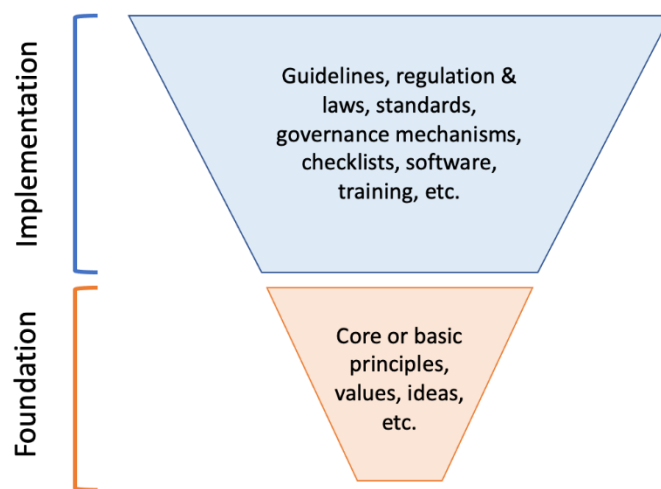 Implementation
Guidelines, regulation &
laws, standards,
governance mechanisms,
checklists, software,
training, etc.
Foundation
Core or basic
principles,
values, ideas,
etc.